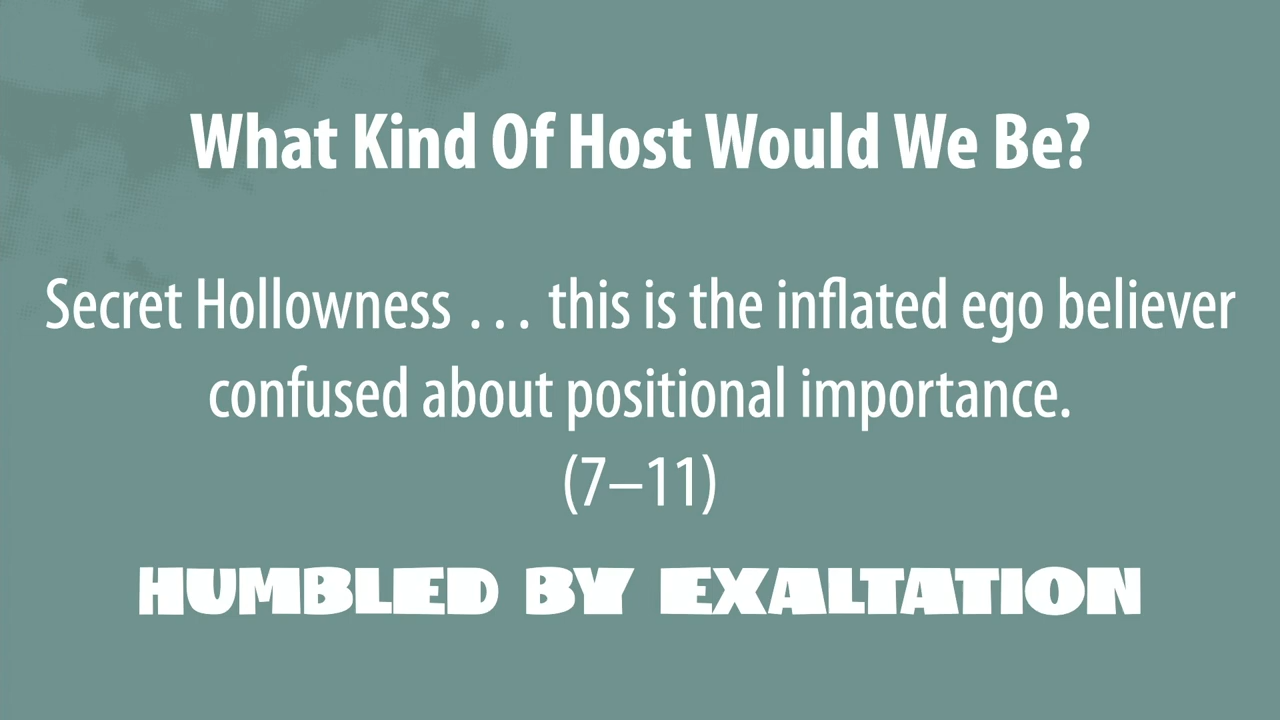 What Kind Of Host Would We Be?
Secret Hollowness … this is the inflated ego believer
confused about positional importance.
(7–11)
HUMBLED BY EXALTATION